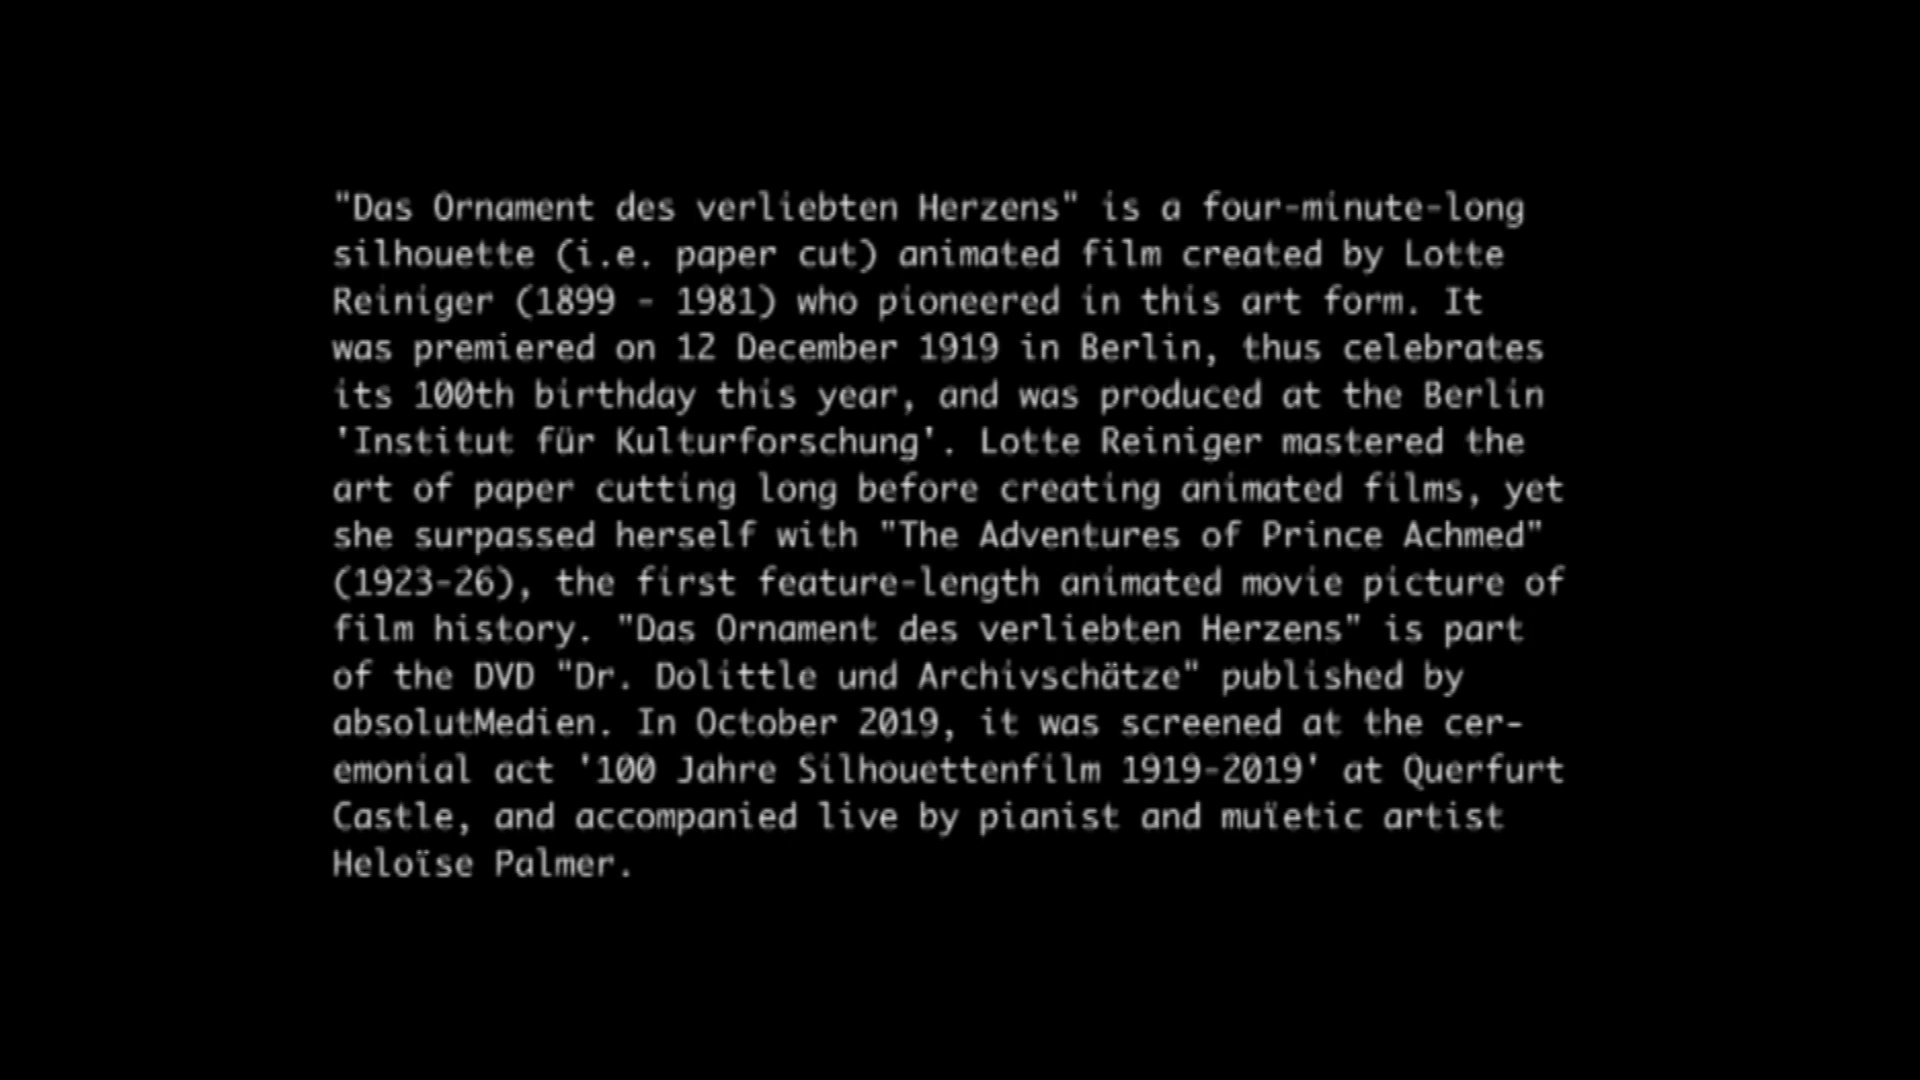 "Das Ornament des verliebten Herzens" is a four-minute-long
silhouette (i.e. paper cut) animated film created by Lotte
Reiniger (1899 - 1981) who pioneered in this art form. It
was premiered on 12 December 1919 in Berlin, thus celebrates
its 100th birthday this year, and was produced at the Berlin
'Institut für Kulturforschung'. Lotte Reiniger mastered the
art of paper cutting long before creating animated films, yet
she surpassed herself with "The Adventures of Prince Achmed"
(1923-26), the first feature-length animated movie picture of
film history. "Das Ornament des verliebten Herzens" is part
of the DVD "Dr. Dolittle und Archivschätze" published by
absolutMedien. In October 2019, it was screened at the cer-
emonial act '100 Jahre Silhouettenfilm 1919-2019' at Querfurt
Castle, and accompanied live by pianist and muïetic artist
Heloïse Palmer.